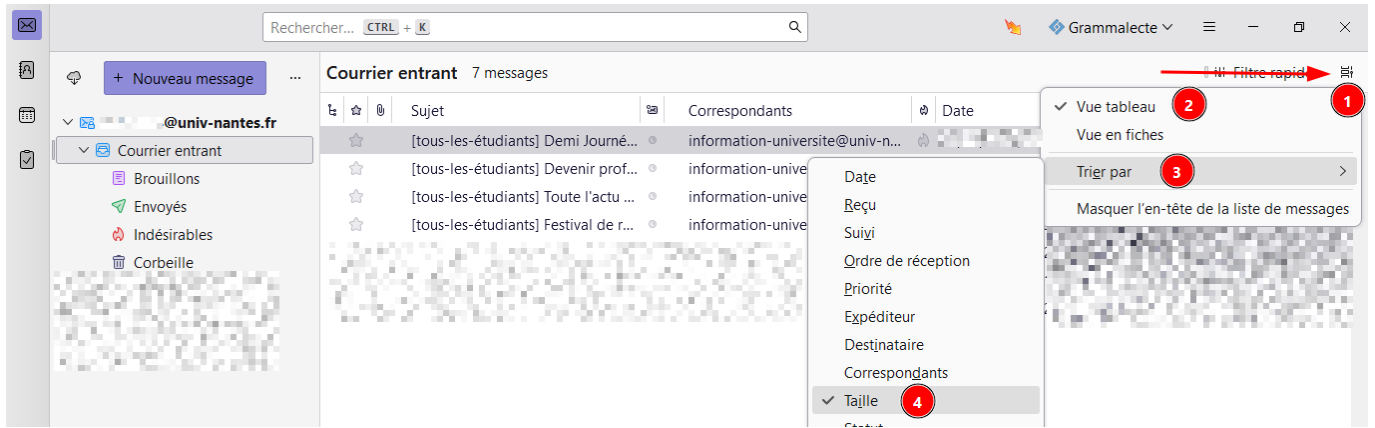 Rechercher... CTRL + K
Grammalecte
+ Nouveau message ...
Courrier entrant 7 messages
Filtre rapide
1
@univ-nantes.fr
Courrier entrant
Brouillons
Envoyés
Indésirables
Corbeille
Sujet Correspondants Date
[tous-les-étudiants] Demi Journé... information-universite@univ-n...
[tous-les-étudiants] Devenir prof... information-unive
[tous-les-étudiants] Toute l'actu ... information-unive
[tous-les-étudiants] Festival de r... information-unive
Vue tableau 2
Vue en fiches
Trier par 3
Masquer l'en-tête de la liste de messages
Date
Reçu
Suivi
Ordre de réception
Priorité
Expéditeur
Destinataire
Correspondants
Taille 4
Statut